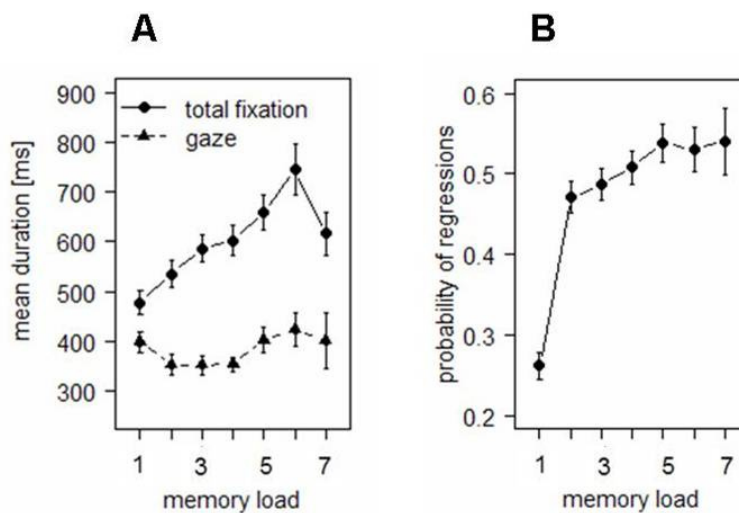 A
B
mean duration [ms]
900
800
700
600
500
400
300
total fixation
gaze
1
3
5
7
memory load
probability of regressions
0.6
0.5
0.4
0.3
0.2
1
3
5
7
memory load